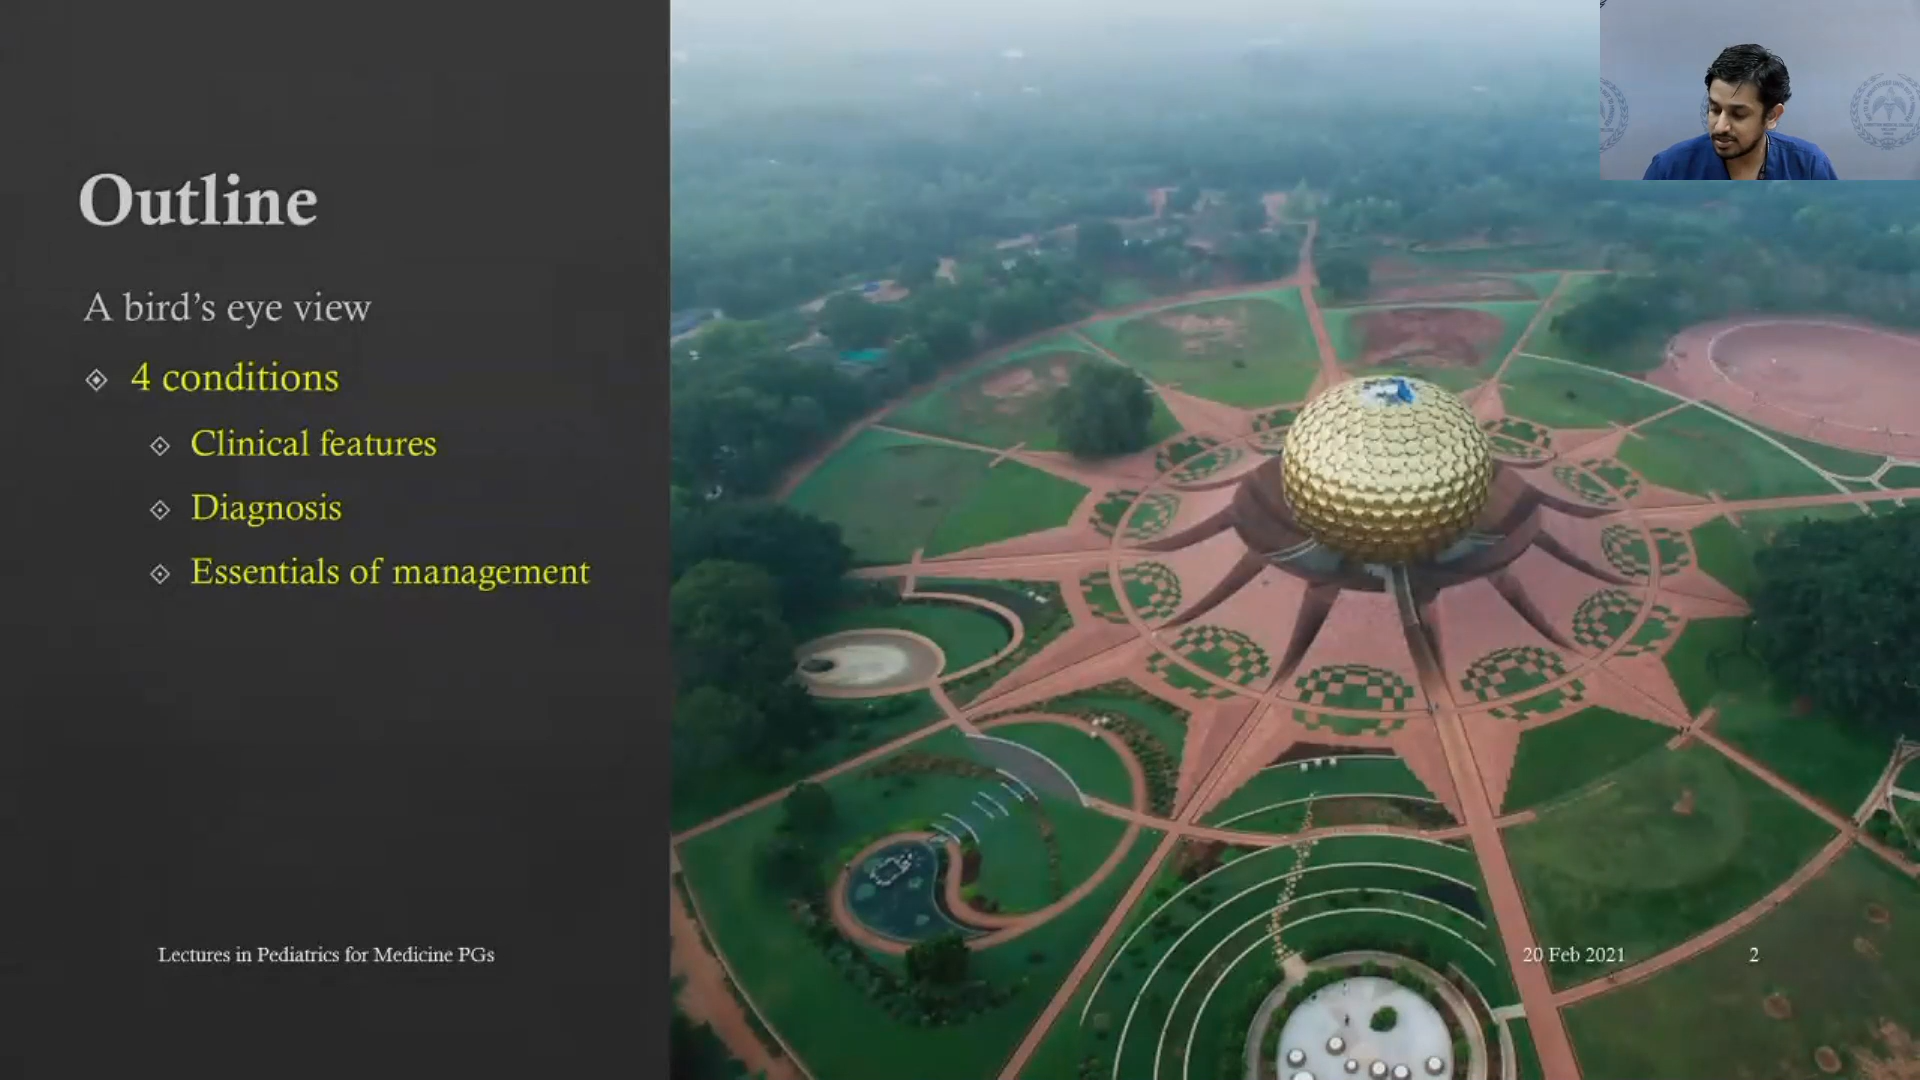 Outline
A bird's eye view
4 conditions
Clinical features
Diagnosis
Essentials of management
Lectures in Pediatrics for Medicine PGs
20 Feb 2021
2